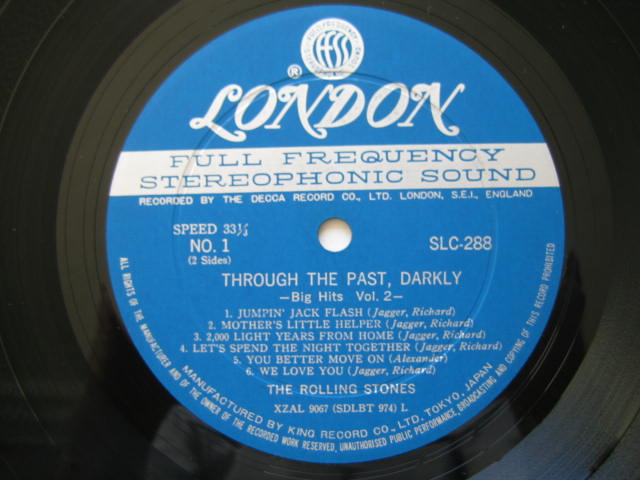 FULL FREQUENCY
ffss
®
LONDON
FULL FREQUENCY
STEREOPHONIC SOUND
RECORDED BY THE DECCA RECORD CO., LTD. LONDON, S.E.I., ENGLAND
SPEED 33⅓
NO. 1
(2 Sides)
SLC-288
THROUGH THE PAST, DARKLY
—Big Hits Vol. 2—
1. JUMPIN' JACK FLASH (Jagger, Richard)
2. MOTHER'S LITTLE HELPER (Jagger, Richard)
3. 2,000 LIGHT YEARS FROM HOME (Jagger, Richard)
4. LET'S SPEND THE NIGHT TOGETHER (Jagger, Richard)
5. YOU BETTER MOVE ON (Alexander)
6. WE LOVE YOU (Jagger, Richard)
THE ROLLING STONES
XZAL 9067 (SDLBT 974) L
MANUFACTURED BY KING RECORD CO., LTD. TOKYO, JAPAN
ALL RIGHTS OF THE MANUFACTURER AND OF THE OWNER OF THE RECORDED WORK RESERVED, UNAUTHORISED PUBLIC PERFORMANCE, BROADCASTING AND COPYING OF THIS RECORD PROHIBITED